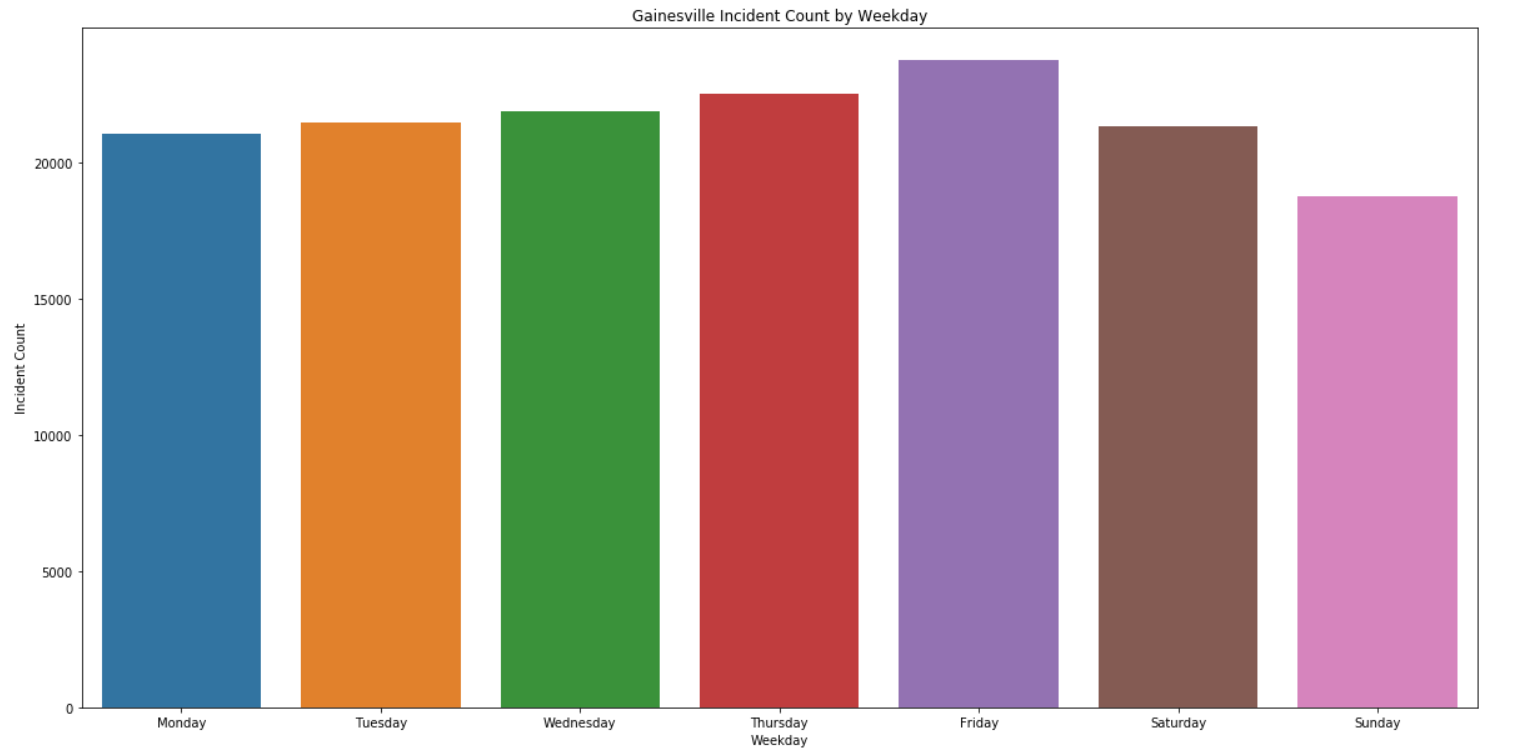 Gainesville Incident Count by Weekday
Incident Count
20000
15000
10000
5000
0
Monday Tuesday Wednesday Thursday Friday Saturday Sunday
Weekday